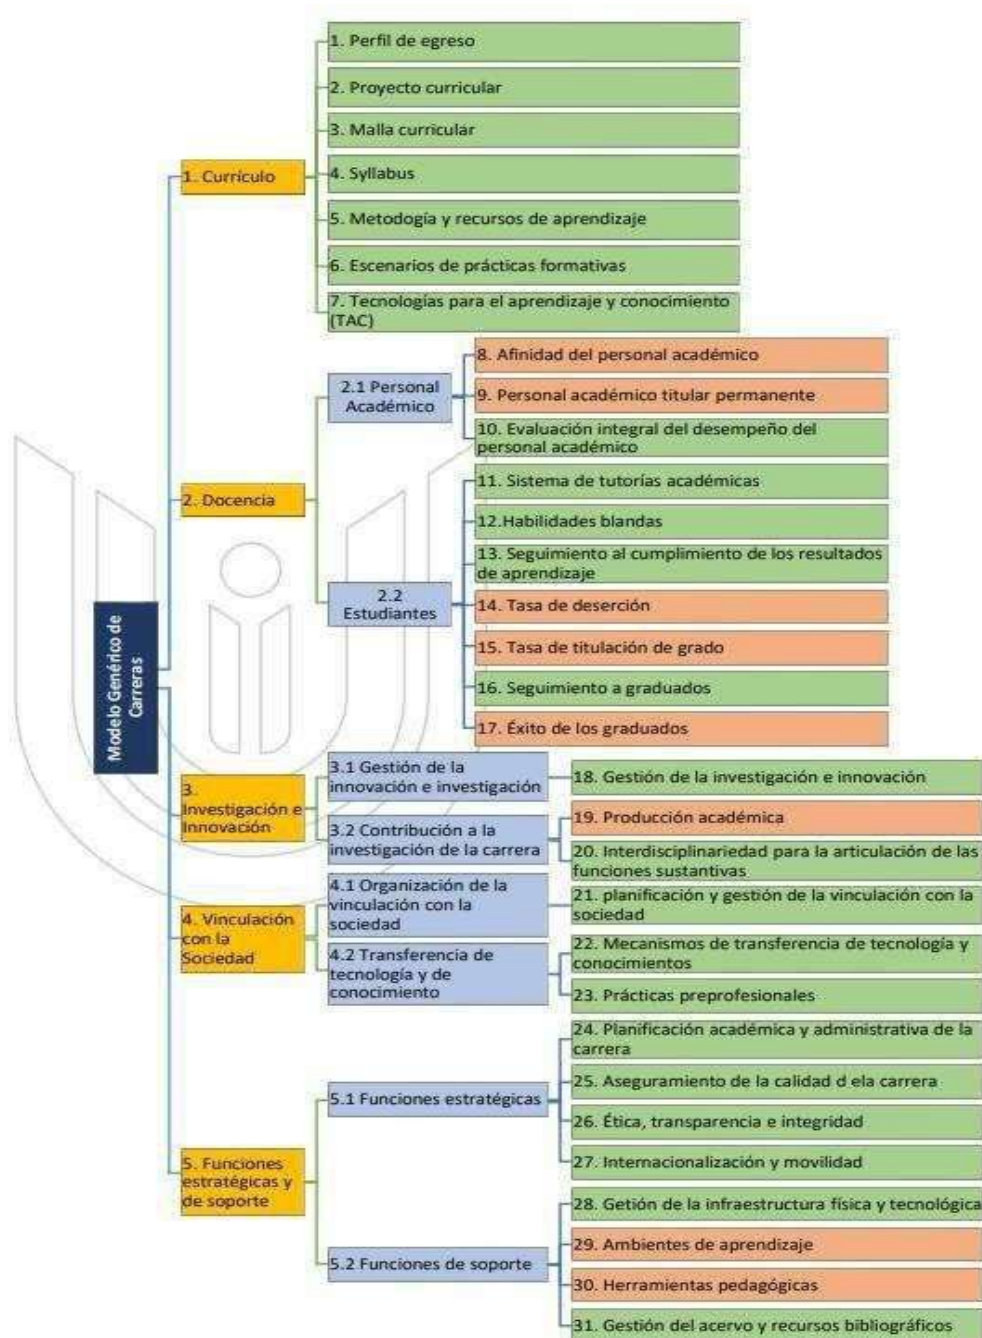 1. Perfil de egreso
2. Proyecto curricular
3. Malla curricular
1. Currículo
4. Syllabus
5. Metodogía y recursos de aprendizaje
6. Escenarios de prácticas formativas
7. Tecnologías para el aprendizaje y conocimiento
(TAC)
2.1 Personal
Académico
8. Afinidad del personal académico
9. Personal académico titular permanente
10. Evaluación integral del desempeño del
personal académico
2. Docencia
11. Sistema de tutorías académicas
12.Habilidades blandas
13. Seguimiento al cumplimiento de los resultados
de aprendizaje
2.2
Estudiantes
14. Tasa de deserción
15. Tasa de titulación de grado
16. Seguimiento a graduados
17. Éxito de los graduados
Modelo Genérico de
Carreras
3.
Investigación e
Innovación
3.1 Gestión de la
innovación e investigación
18. Gestión de la investigación e innovación
3.2 Contribución a la
investigación de la carrera
19. Producción académica
20. Interdisciplinariedad para la articulación de las
funciones sustantivas
4. Vinculación
con la
Sociedad
4.1 Organización de la
vinculación con la
sociedad
21. planificación y gestión de la vinculación con la
sociedad
4.2 Transferencia de
tecnología y de
conocimiento
22. Mecanismos de transferencia de tecnología y
conocimientos
23. Prácticas preprofesionales
5. Funciones
estratégicas y
de soporte
5.1 Funciones estratégicas
24. Planificación académica y administrativa de la
carrera
25. Aseguramiento de la calidad d ela carrera
26. Ética, transparencia e integridad
27. Internacionalización y movilidad
5.2 Funciones de soporte
28. Getión de la infraestructura física y tecnológica
29. Ambientes de aprendizaje
30. Herramientas pedagógicas
31. Gestión del acervo y recursos bibliográficos